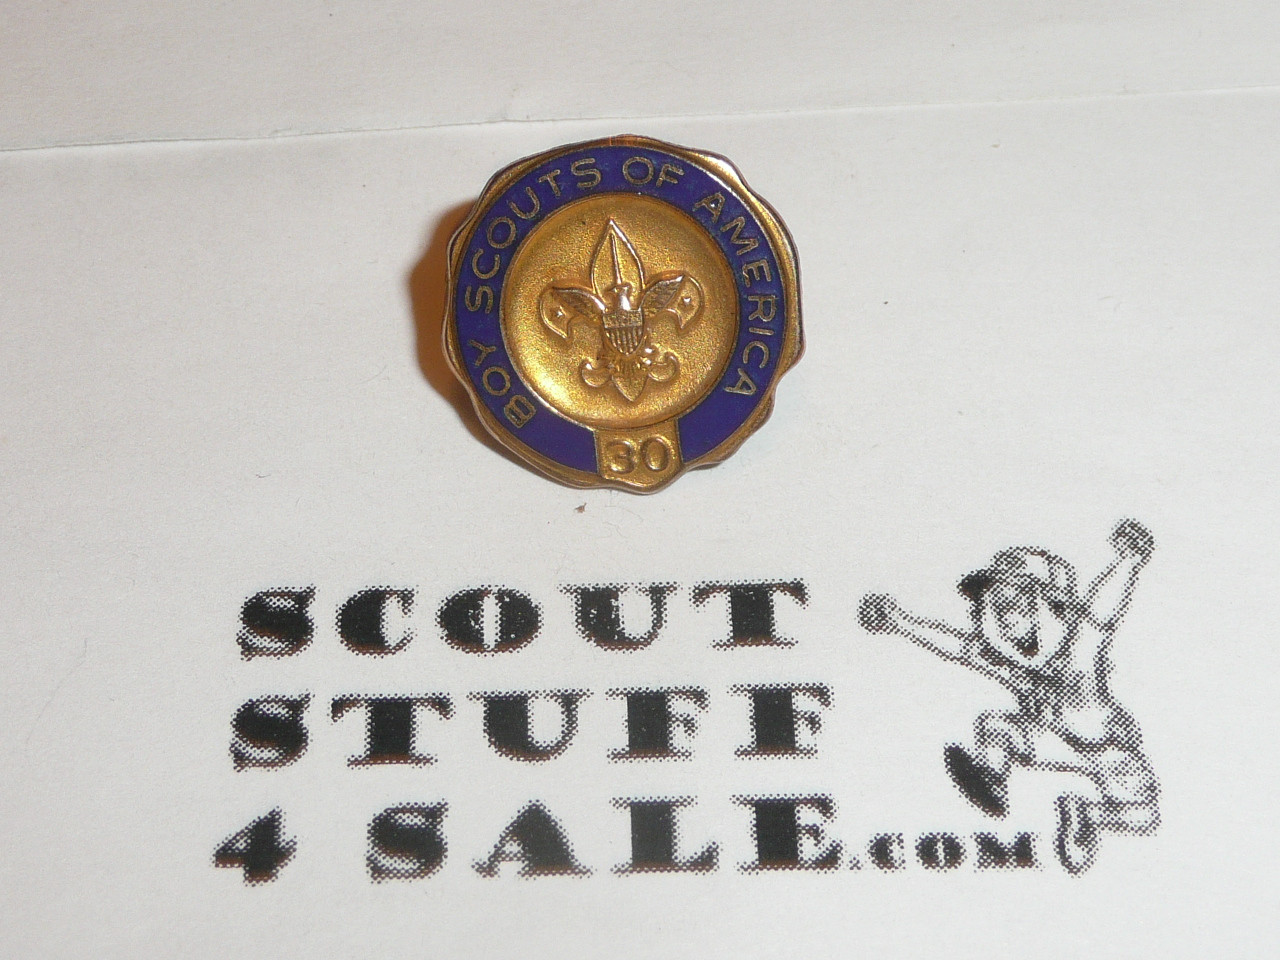 BOY SCOUTS OF AMERICA
30
SCOUT
STUFF
4 SALE.COM